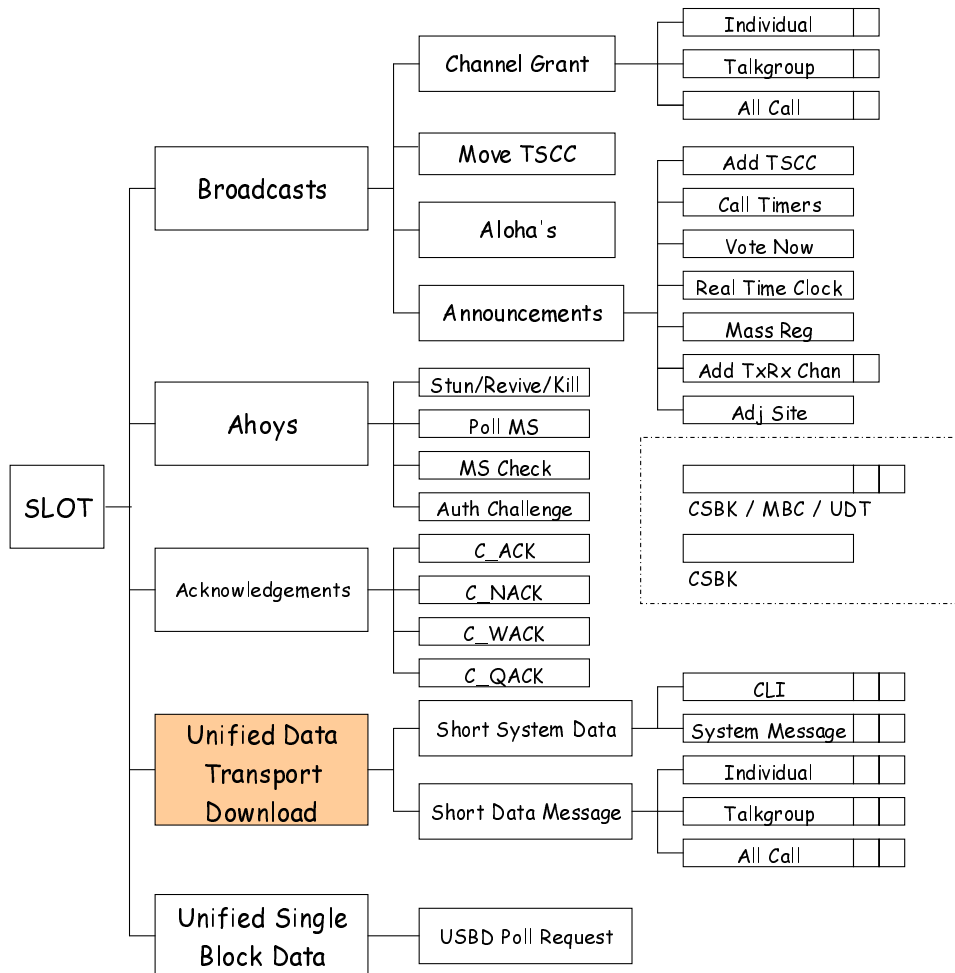 SLOT
Broadcasts
Channel Grant
Individual
Talkgroup
All Call
Move TSCC
Aloha's
Announcements
Add TSCC
Call Timers
Vote Now
Real Time Clock
Mass Reg
Add TxRx Chan
Adj Site
Ahoys
Stun/Revive/Kill
Poll MS
MS Check
Auth Challenge
CSBK / MBC / UDT
CSBK
Acknowledgements
C_ACK
C_NACK
C_WACK
C_QACK
Unified Data
Transport
Download
Short System Data
CLI
System Message
Short Data Message
Individual
Talkgroup
All Call
Unified Single
Block Data
USBD Poll Request